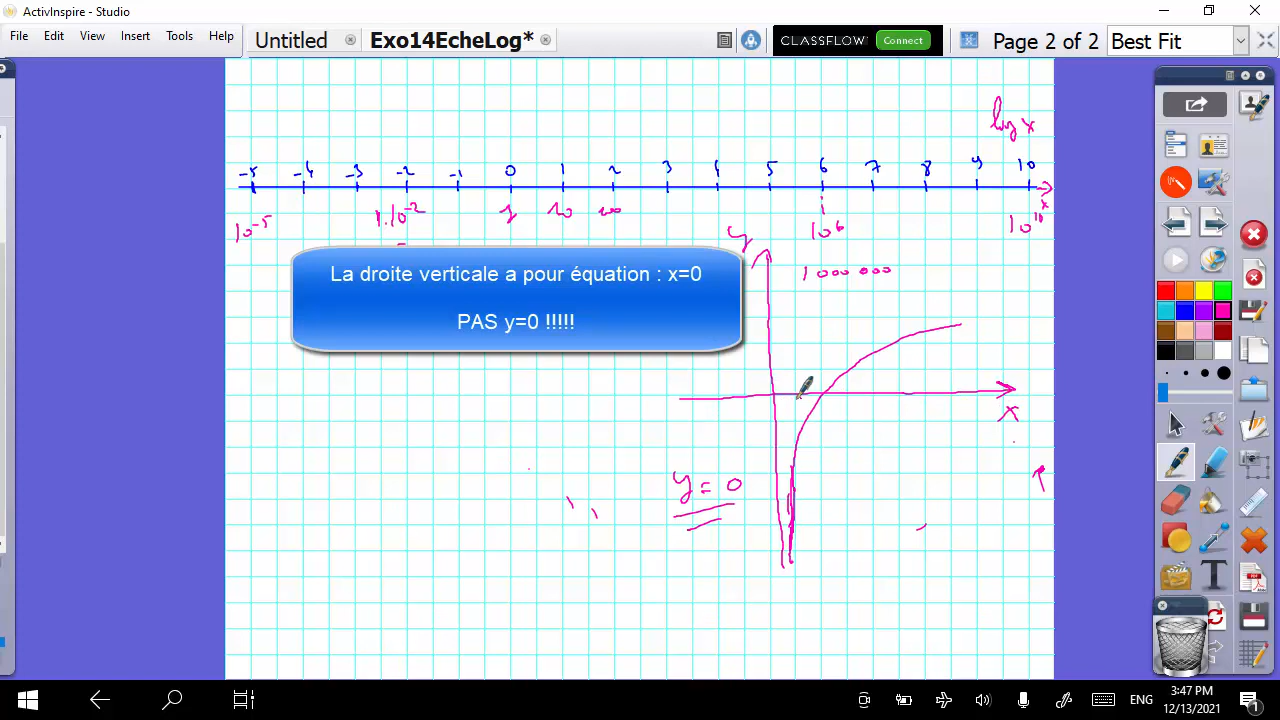 ActivInspire - Studio
File Edit View Insert Tools Help
Untitled
Exo14EcheLog*
CLASSFLOW Connect
Page 2 of 2
Best Fit
log x
-5 -4 -3 -2 -1 0 1 2 3 4 5 6 7 8 9 10
x
10⁻⁵ 1.10⁻² 1 10 100 10⁶ 10¹⁰
y
1000 000
La droite verticale a pour équation : x=0
PAS y=0 !!!!!
x
y = 0
ENG
3:47 PM
12/13/2021
1